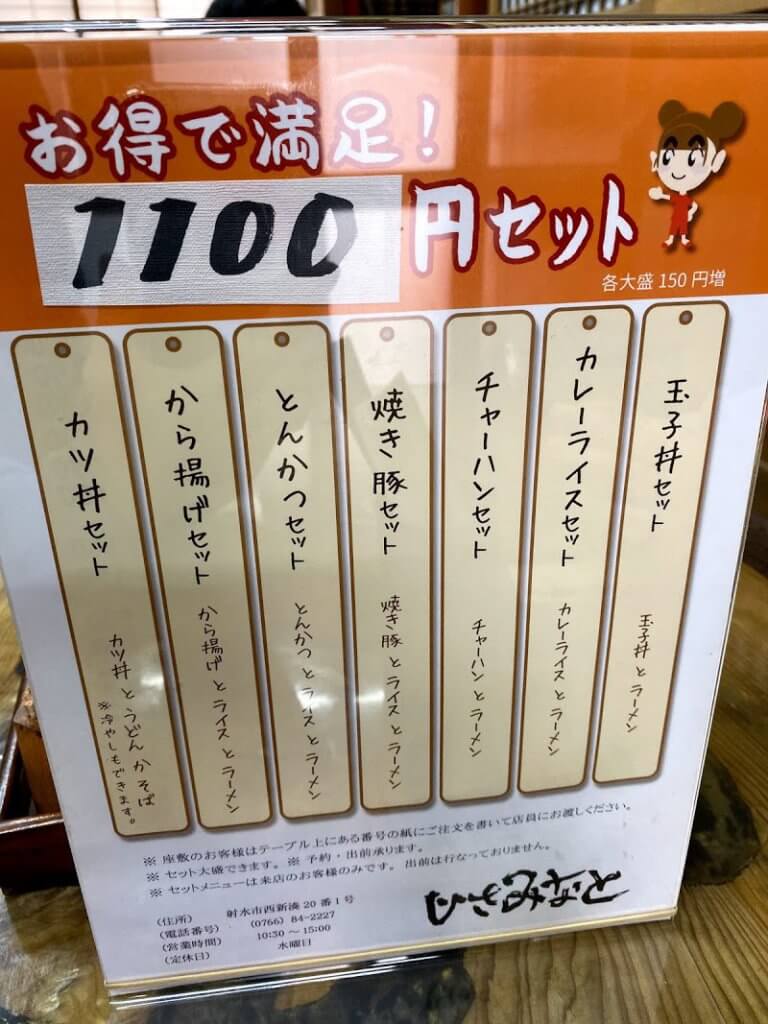 お得で満足!
1100円セット
各大盛150円増
玉子丼セット 玉子丼とラーメン
カレーライスセット カレーライスとラーメン
チャーハンセット チャーハンとラーメン
焼き豚セット 焼き豚とライスとラーメン
とんかつセット とんかつとライスとラーメン
から揚げセット から揚げとライスとラーメン
カツ丼セット カツ丼とうどんかそば
※冷やしもできます。
※ 座敷のお客様はテーブル上にある番号の紙にご注文を書いて店員にお渡しください。
※ セット大盛できます。※ 予約・出前承ります。
※ セットメニューは来店のお客様のみです。 出前は行なっておりません。
(住所) 射水市西新湊20番1号
(電話番号) (0766) 84-2227
(営業時間) 10:30 ～ 15:00
(定休日) 水曜日